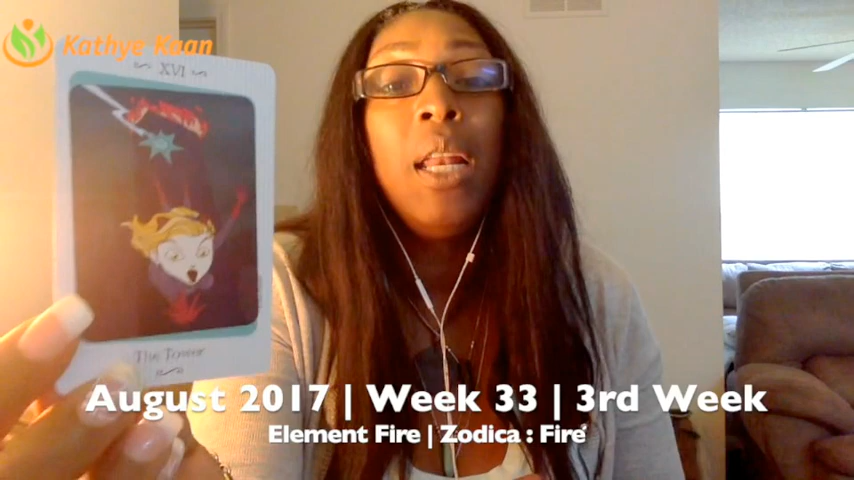 Kathye Kaan
XVI
The Tower
August 2017 | Week 33 | 3rd Week
Element Fire | Zodica : Fire